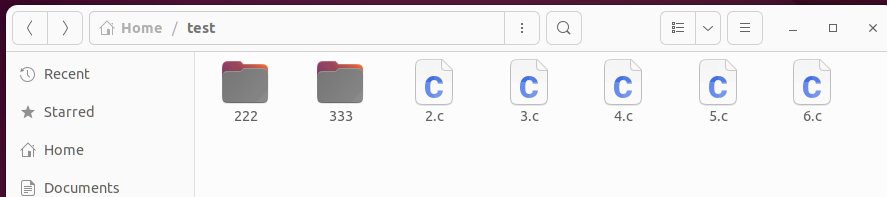 Home / test
Recent
Starred
Home
Documents
222
333
2.c
3.c
4.c
5.c
6.c